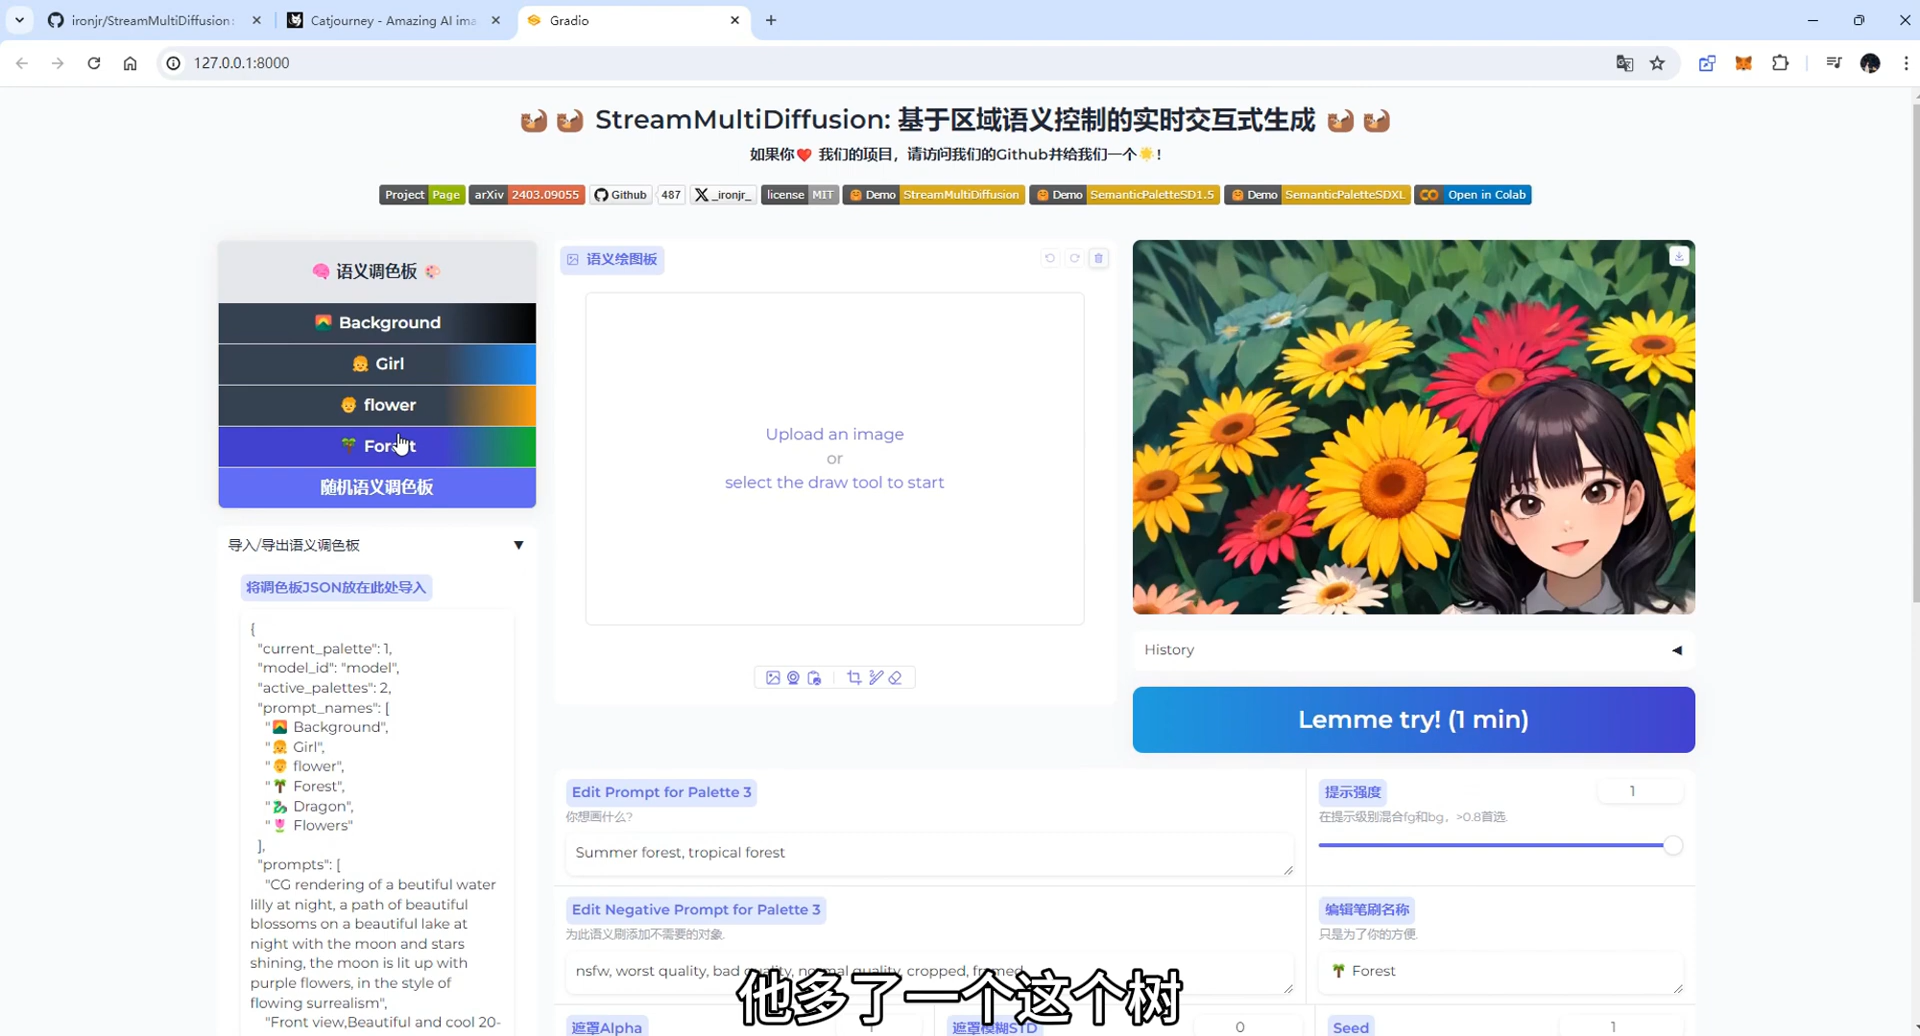 ironjr/StreamMultiDiffusion:
Catjourney - Amazing AI ima
Gradio
127.0.0.1:8000
StreamMultiDiffusion: 基于区域语义控制的实时交互式生成
如果你❤️ 我们的项目，请访问我们的Github并给我们一个🌟！
Project Page
arXiv 2403.09055
Github 487
X _ironjr_
license MIT
Demo StreamMultiDiffusion
Demo SemanticPaletteSD1.5
Demo SemanticPaletteSDXL
Open in Colab
🧠 语义调色板 🎨
Background
Girl
flower
Forest
随机语义调色板
语义绘图板
Upload an image
or
select the draw tool to start
History
Lemme try! (1 min)
导入/导出语义调色板
将调色板JSON放在此处导入
{
"current_palette": 1,
"model_id": "model",
"active_palettes": 2,
"prompt_names": [
"🌄 Background",
"👧 Girl",
"👦 flower",
"🌴 Forest",
"🐉 Dragon",
"🌷 Flowers"
],
"prompts": [
"CG rendering of a beutiful water
lilly at night, a path of beautiful
blossoms on a beautiful lake at
night with the moon and stars
shining, the moon is lit up with
purple flowers, in the style of
flowing surrealism",
"Front view,Beautiful and cool 20-
Edit Prompt for Palette 3
你想画什么?
Summer forest, tropical forest
提示强度
1
在提示级别混合fg和bg，>0.8首选.
Edit Negative Prompt for Palette 3
为此语义刷添加不需要的对象.
nsfw, worst quality, bad quality, normal quality, cropped, framed
编辑笔刷名称
只是为了你的方便.
🌴 Forest
遮罩Alpha
1
遮罩模糊STD
0
Seed
1
他多了一个这个树